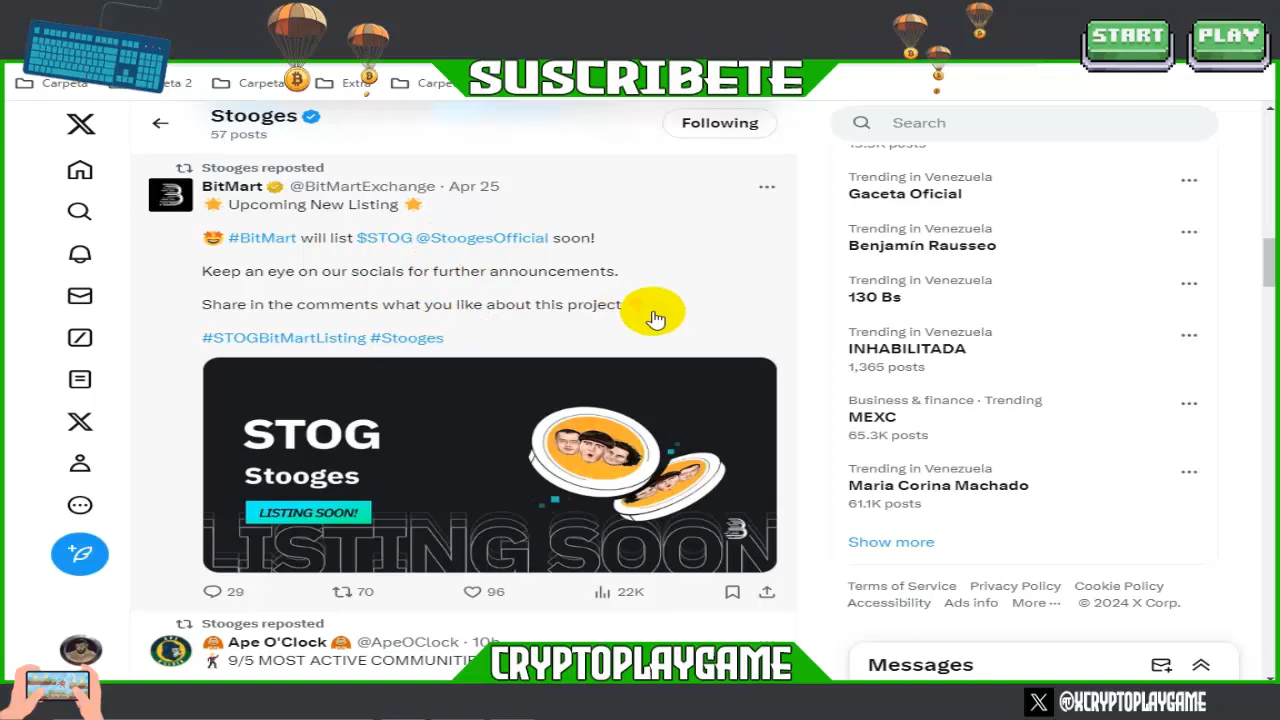 START
PLAY
SUSCRIBETE
Carpeta
ta 2
Carpeta
Extra
Carpe
Stooges
57 posts
Following
Search
Stooges reposted
BitMart @BitMartExchange · Apr 25
Upcoming New Listing
#BitMart will list $STOG @StoogesOfficial soon!
Keep an eye on our socials for further announcements.
Share in the comments what you like about this project
#STOGBitMartListing #Stooges
STOG
Stooges
LISTING SOON!
LISTING SOON
29
70
96
22K
Stooges reposted
Ape O'Clock @ApeOClock · 10h
9/5 MOST ACTIVE COMMUNITIE
Trending in Venezuela
Gaceta Oficial
Trending in Venezuela
Benjamín Rausseo
Trending in Venezuela
130 Bs
Trending in Venezuela
INHABILITADA
1,365 posts
Business & finance · Trending
MEXC
65.3K posts
Trending in Venezuela
Maria Corina Machado
61.1K posts
Show more
Terms of Service Privacy Policy Cookie Policy
Accessibility Ads info More ··· © 2024 X Corp.
Messages
CRYPTOPLAYGAME
@XCRYPTOPLAYGAME